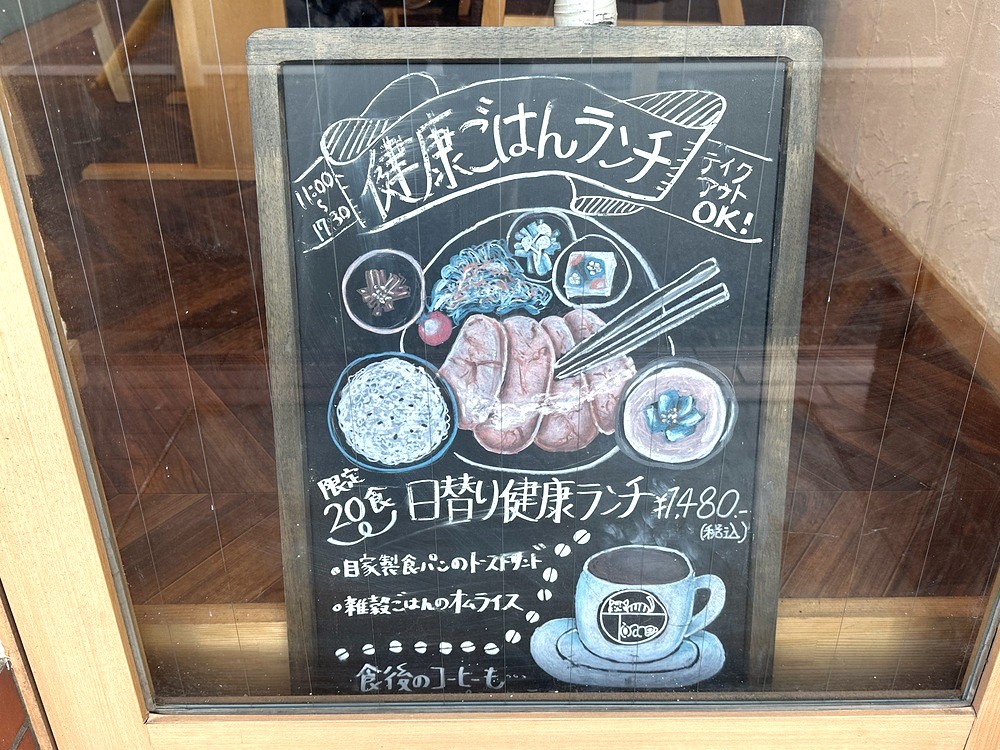 健康ごはんランチ
11:00
~
17:30
テイク
アウト
OK!
限定
20食
日替り健康ランチ ¥1,480.-
(税込)
・自家製食パンのトーストサンド
・雑穀ごはんのオムライス
食後のコーヒーも…